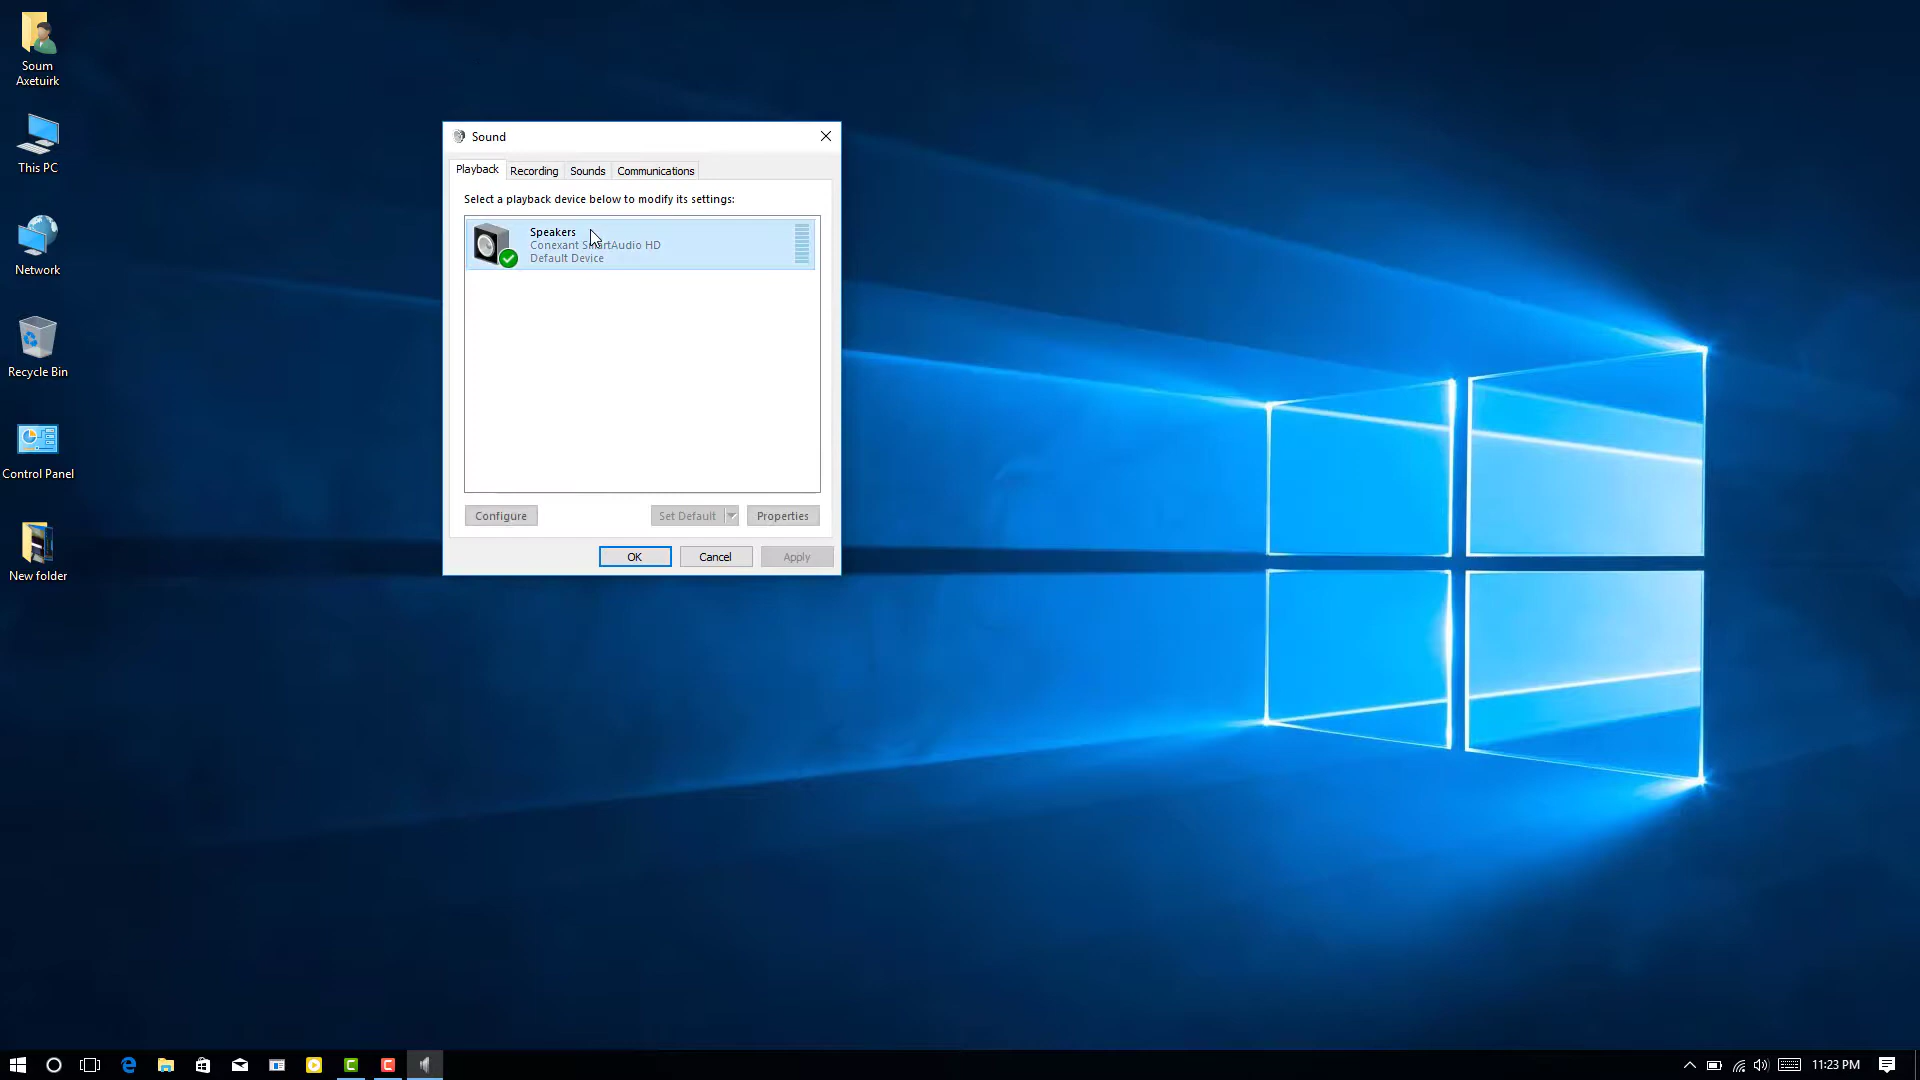 Soum
Axetuirk
This PC
Network
Recycle Bin
Control Panel
New folder
Sound
Playback
Recording
Sounds
Communications
Select a playback device below to modify its settings:
Speakers
Conexant SmartAudio HD
Default Device
Configure
Set Default
Properties
OK
Cancel
Apply
11:23 PM